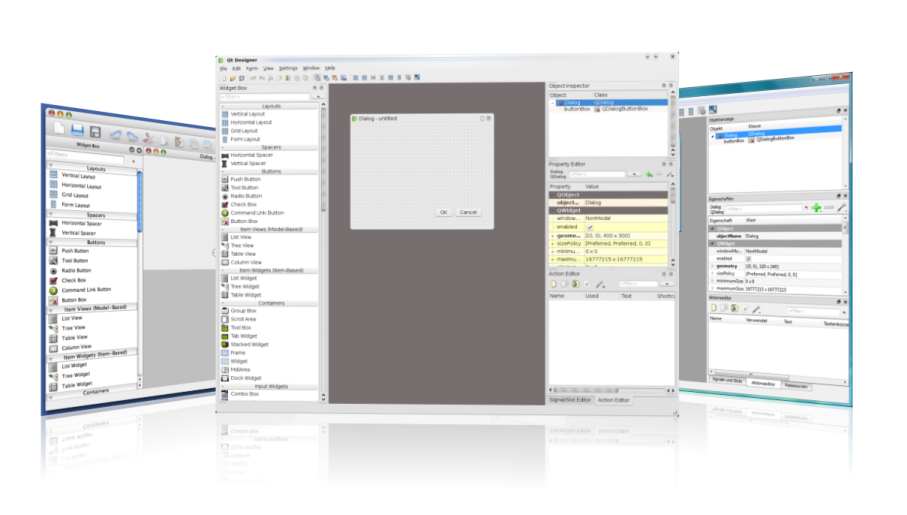 Widget Box
<Filter>
Layouts
Vertical Layout
Horizontal Layout
Grid Layout
Form Layout
Spacers
Horizontal Spacer
Vertical Spacer
Buttons
Push Button
Tool Button
Radio Button
Check Box
Command Link Button
Button Box
Item Views (Model-Based)
List View
Tree View
Table View
Column View
Item Widgets (Item-Based)
List Widget
Tree Widget
Table Widget
Containers
Dialog
Qt Designer
File Edit Form View Settings Window Help
Widget Box
<Filter>
Layouts
Vertical Layout
Horizontal Layout
Grid Layout
Form Layout
Spacers
Horizontal Spacer
Vertical Spacer
Buttons
Push Button
Tool Button
Radio Button
Check Box
Command Link Button
Button Box
Item Views (Model-Based)
List View
Tree View
Table View
Column View
Item Widgets (Item-Based)
List Widget
Tree Widget
Table Widget
Containers
Group Box
Scroll Area
Tool Box
Tab Widget
Stacked Widget
Frame
Widget
MdiArea
Dock Widget
Input Widgets
Combo Box
Dialog - untitled
OK Cancel
Object Inspector
Object Class
Dialog QDialog
buttonBox QDialogButtonBox
Property Editor
Dialog
QDialog
<Filter>
Property Value
QObject
object... Dialog
QWidget
window... NonModal
enabled
geome... [(0, 0), 400 x 300]
sizePolicy [Preferred, Preferred, 0, 0]
minimu... 0 x 0
maximu... 16777215 x 16777215
Action Editor
<Filter>
Name Used Text Shortcu
Signal/Slot Editor Action Editor
Objektanzeige
Objekt Klasse
Dialog QDialog
buttonBox QDialogButtonBox
Eigenschaften
Dialog
QDialog
<Filter>
Eigenschaft Wert
QObject
objectName Dialog
QWidget
windowMo... NonModal
enabled
geometry [(0, 0), 320 x 240]
sizePolicy [Preferred, Preferred, 0, 0]
minimumSize 0 x 0
maximumSize 16777215 x 16777215
Aktionseditor
<Filter>
Name Verwendet Text Tastenkürze
Signale und Slots Aktionseditor Ressourcen